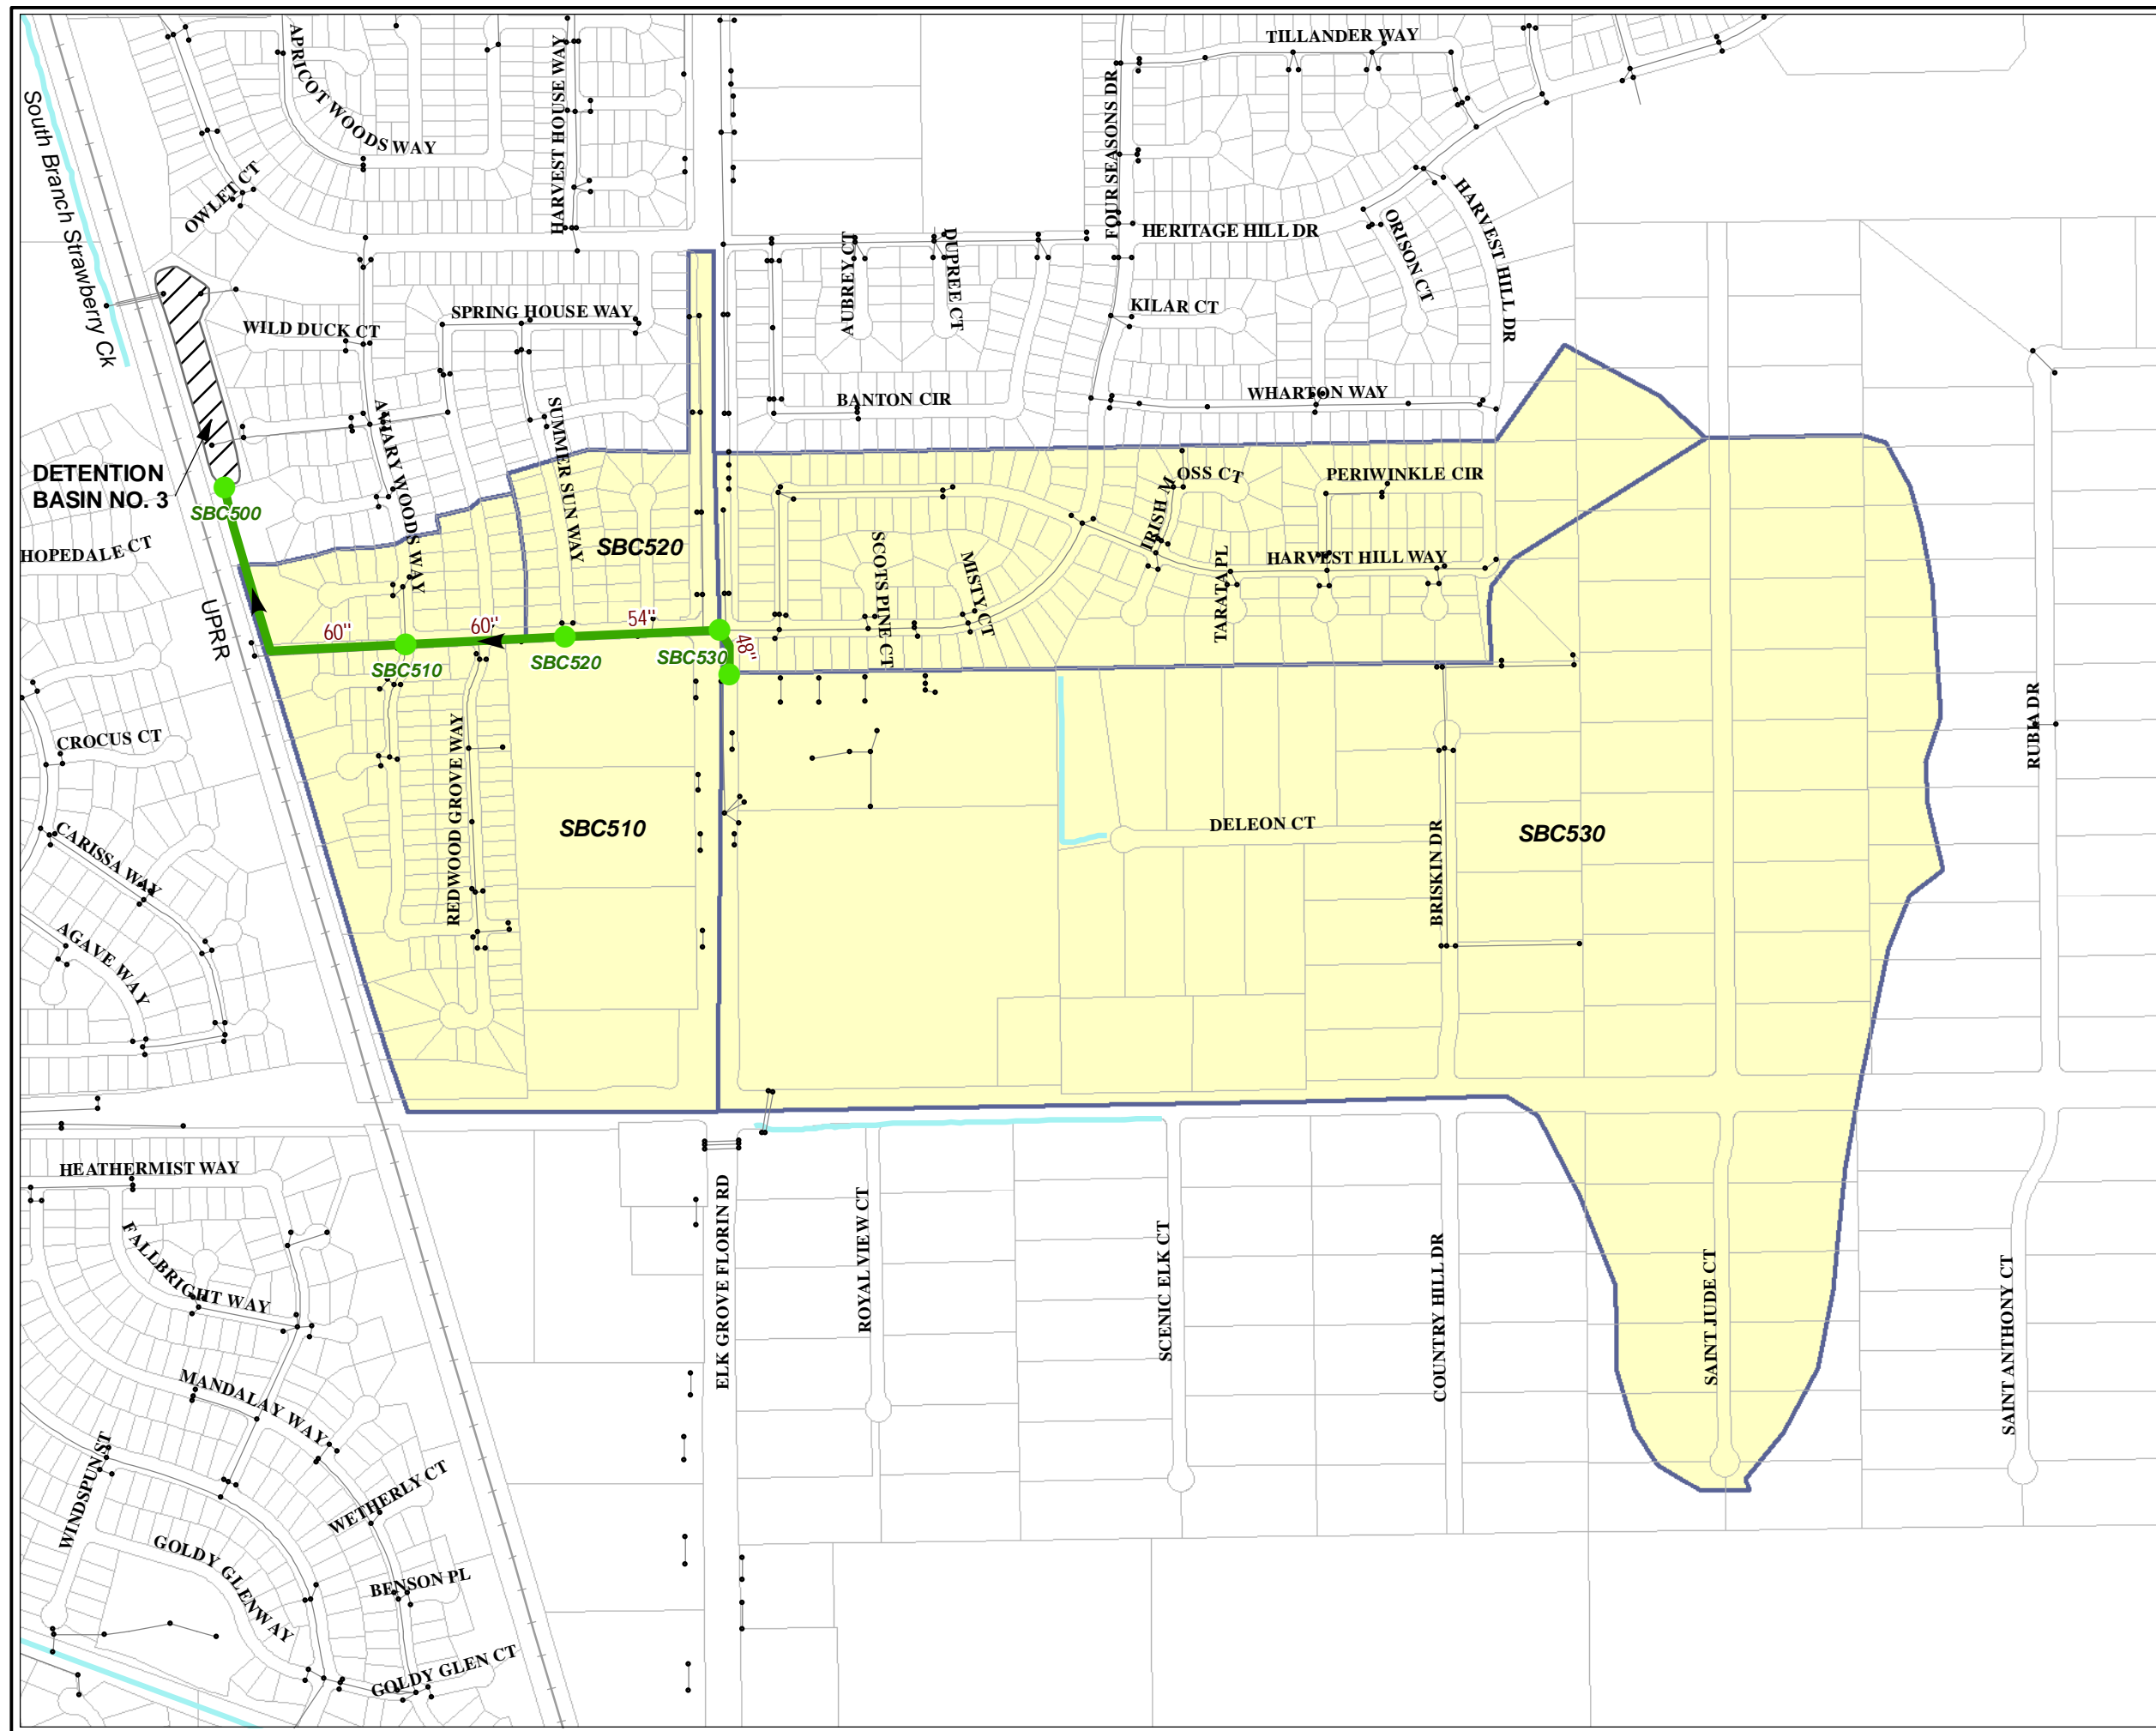 TILLANDER WAY
APRICOT WOODS WAY
HARVEST HOUSE WAY
FOUR SEASONS DR
South Branch Strawberry Ck
OWLET CT
HERITAGE HILL DR
HARVEST HILL DR
ORISON CT
AUBREY CT
DUPREE CT
KILAR CT
SPRING HOUSE WAY
WILD DUCK CT
BANTON CIR
WHARTON WAY
AVIARY WOODS WAY
SUMMER SUN WAY
DETENTION
BASIN NO. 3
SBC500
HOPEDALE CT
SBC520
IRISH M
OSS CT
PERIWINKLE CIR
SCOTS PINE CT
MISTY CT
TARATA PL
HARVEST HILL WAY
UPRR
60"
60"
54"
48"
SBC510
SBC520
SBC530
CROCUS CT
REDWOOD GROVE WAY
RUBIA DR
SBC510
DELEON CT
BRISKIN DR
SBC530
CARISSA WAY
AGAVE WAY
HEATHERMIST WAY
FALLBRIGHT WAY
ELK GROVE FLORIN RD
ROYAL VIEW CT
SCENIC ELK CT
COUNTRY HILL DR
SAINT JUDE CT
SAINT ANTHONY CT
MANDALAY WAY
WINDSPUN ST
WETHERLY CT
GOLDY GLENWAY
BENSON PL
GOLDY GLEN CT